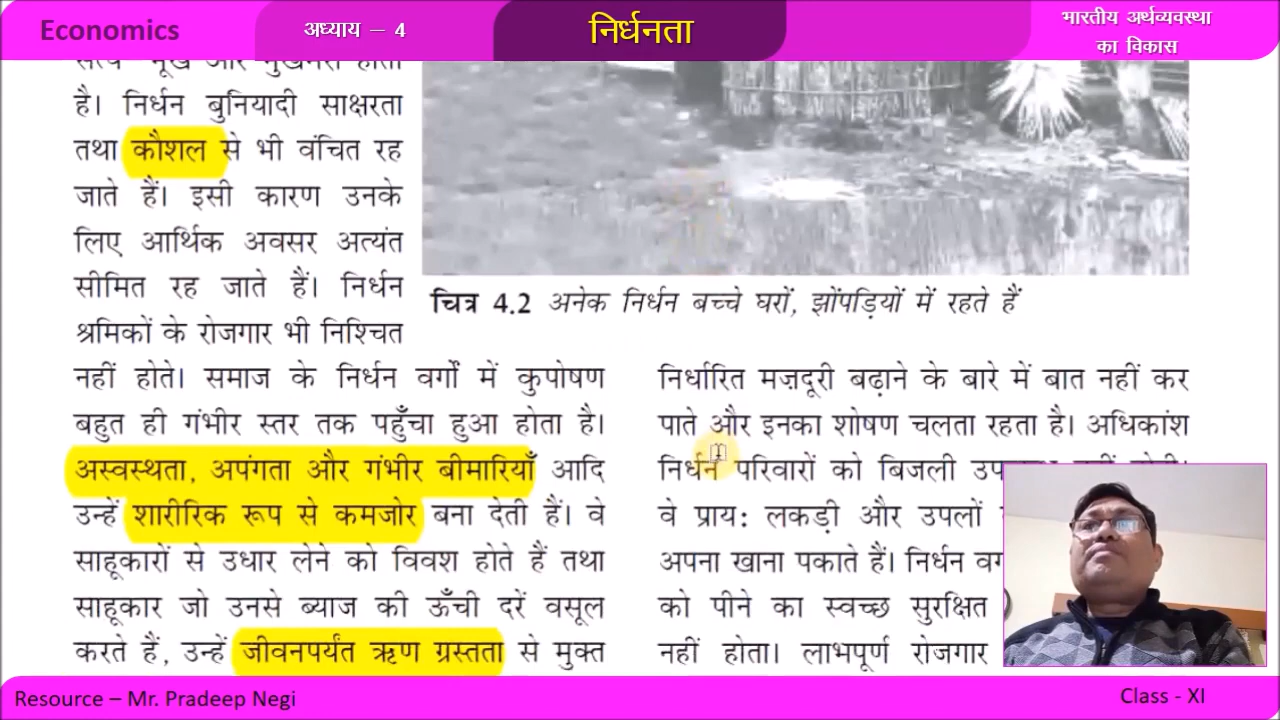 Economics
अध्याय – 4
निर्धनता
भारतीय अर्थव्यवस्था
का विकास
है। निर्धन बुनियादी साक्षरता
तथा कौशल से भी वंचित रह
जाते हैं। इसी कारण उनके
लिए आर्थिक अवसर अत्यंत
सीमित रह जाते हैं। निर्धन
श्रमिकों के रोजगार भी निश्चित
नहीं होते। समाज के निर्धन वर्गों में कुपोषण
बहुत ही गंभीर स्तर तक पहुँचा हुआ होता है।
अस्वस्थता, अपंगता और गंभीर बीमारियाँ आदि
उन्हें शारीरिक रूप से कमजोर बना देती हैं। वे
साहूकारों से उधार लेने को विवश होते हैं तथा
साहूकार जो उनसे ब्याज की ऊँची दरें वसूल
करते हैं, उन्हें जीवनपर्यंत ऋण ग्रस्तता से मुक्त
चित्र 4.2 अनेक निर्धन बच्चे घरों, झोंपड़ियों में रहते हैं
निर्धारित मज़दूरी बढ़ाने के बारे में बात नहीं कर
पाते और इनका शोषण चलता रहता है। अधिकांश
निर्धन परिवारों को बिजली
वे प्राय: लकड़ी और उपलों
अपना खाना पकाते हैं। निर्धन
को पीने का स्वच्छ सुरक्षित
नहीं होता। लाभपूर्ण रोजगार
Resource – Mr. Pradeep Negi
Class - XI